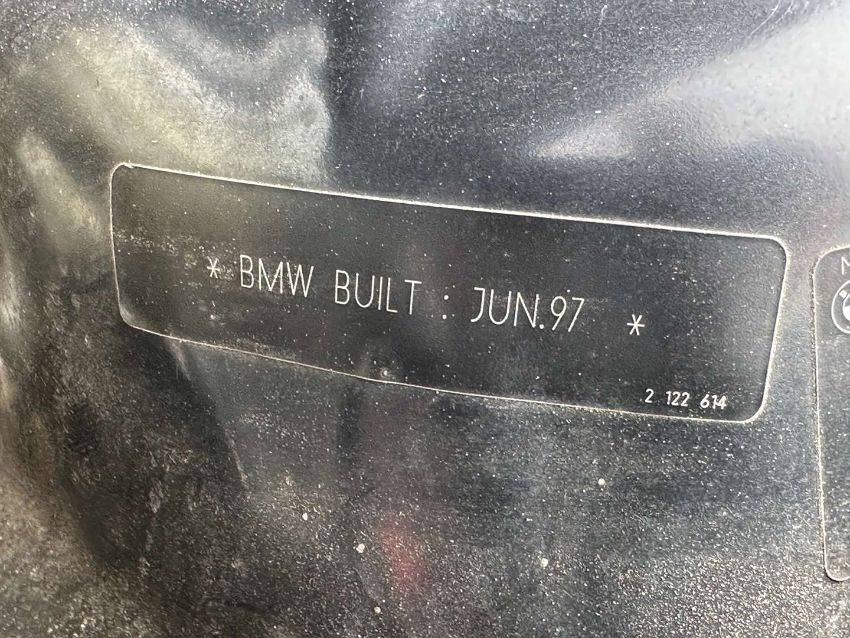 * BMW BUILT : JUN.97 *
2 122 614
M